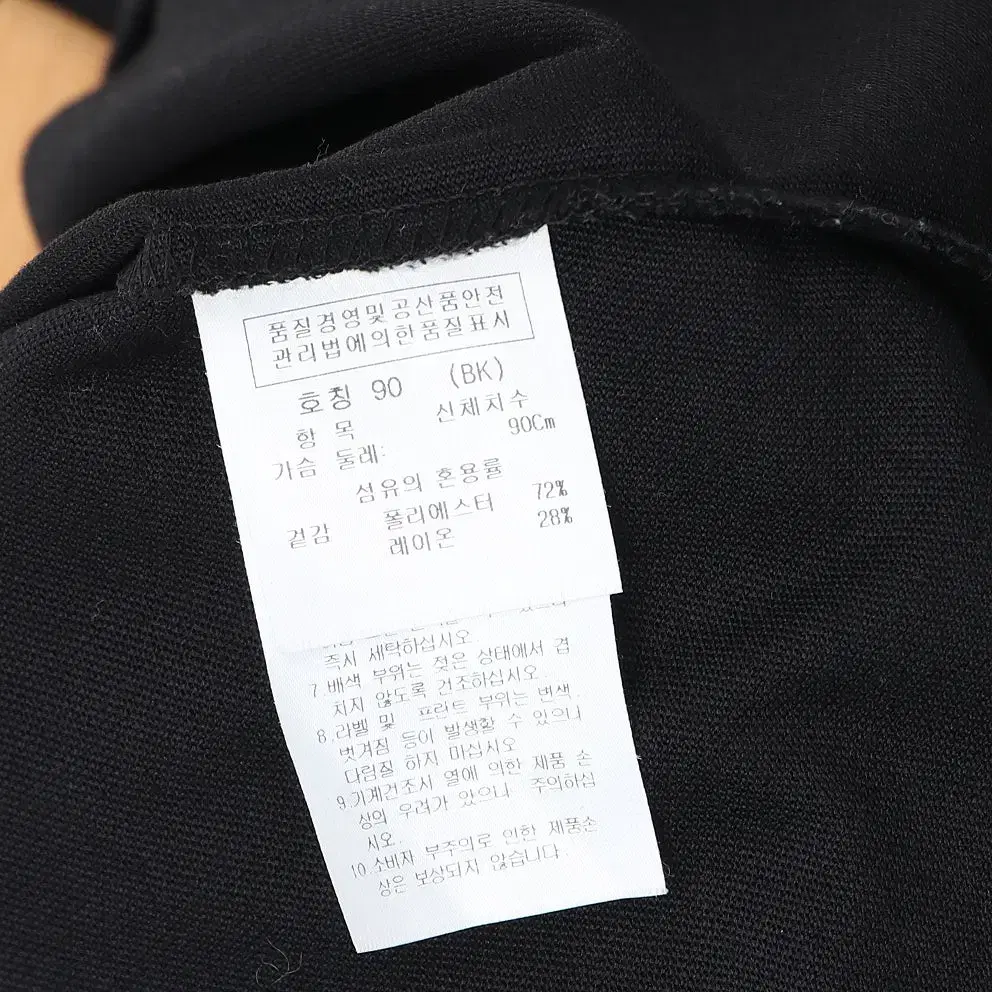 품질경영및공산품안전
관리법에의한품질표시
호칭 90 (BK)
항 목 신체치수
가슴 둘레: 90Cm
섬유의 혼용률
겉감 폴리에스터 72%
레이온 28%
즉시 세탁하십시오.
7.배색 부위는 젖은 상태에서 겹
치지 않도록 건조하십시오.
8.라벨 및 프린트 부위는 변색.
벗겨짐 등이 발생할 수 있으니
다림질 하지 마십시오
9.기계건조시 열에 의한 제품 손
상의 우려가 있으니 주의하십
시오.
10.소비자 부주의로 인한 제품손
상은 보상되지 않습니다.